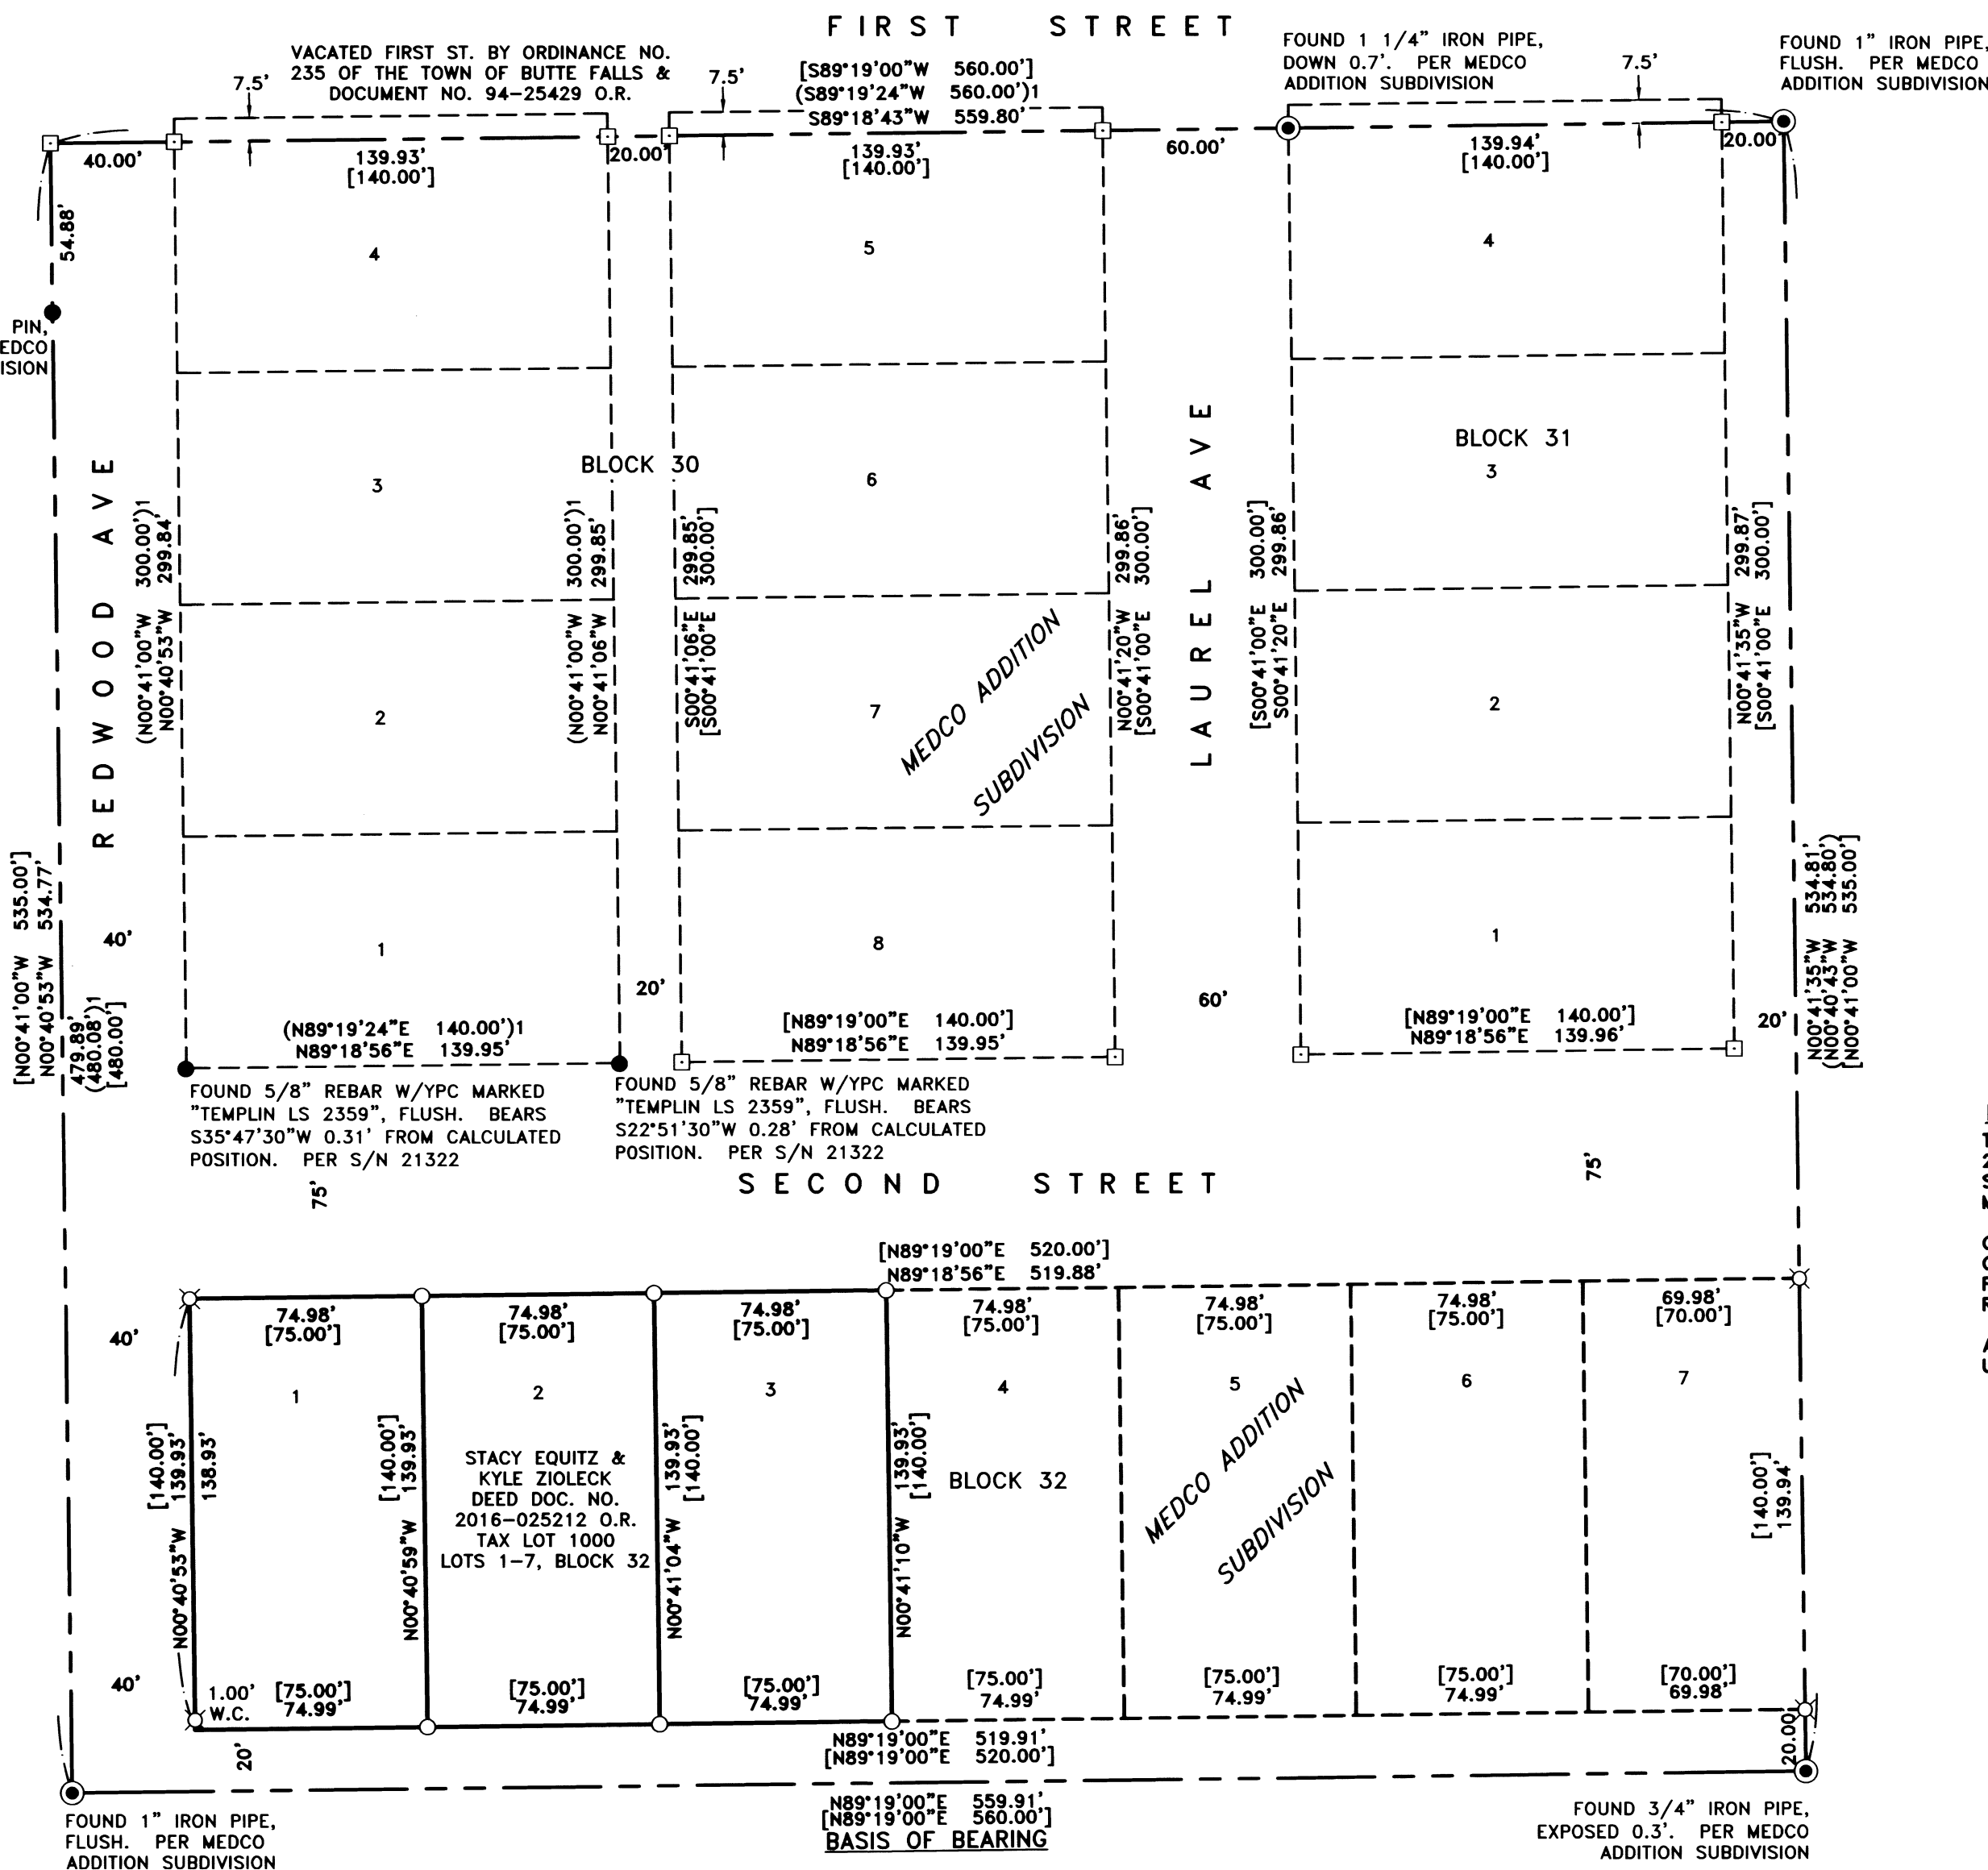 FIRST STREET
VACATED FIRST ST. BY ORDINANCE NO.
235 OF THE TOWN OF BUTTE FALLS &
DOCUMENT NO. 94-25429 O.R.
7.5'
7.5'
[S89°19'00"W 560.00']
(S89°19'24"W 560.00')1
S89°18'43"W 559.80'
FOUND 1 1/4" IRON PIPE,
DOWN 0.7'. PER MEDCO
ADDITION SUBDIVISION
7.5'
FOUND 1" IRON PIPE,
FLUSH. PER MEDCO
ADDITION SUBDIVISION
40.00'
139.93'
[140.00']
20.00'
139.93'
[140.00']
60.00'
139.94'
[140.00']
20.00'
54.88'
4
5
4
PIN,
EDCO
ISION
REDWOOD AVE
BLOCK 30
LAUREL AVE
BLOCK 31
3
6
3
(N00°41'00"W 300.00')1
N00°40'53"W 299.84'
(N00°41'00"W 300.00')1
N00°41'06"W 299.85'
S00°41'06"E 299.85'
[S00°41'00"E 300.00']
N00°41'20"W 299.86'
[S00°41'00"E 300.00']
[S00°41'00"E 300.00']
S00°41'20"E 299.86'
N00°41'35"W 299.87'
[S00°41'00"E 300.00']
2
7
2
MEDCO ADDITION
SUBDIVISION
[N00°41'00"W 535.00']
N00°40'53"W 534.77'
479.89'
(480.08')1
[480.00']
40'
1
8
1
20'
60'
20'
N00°41'35"W 534.81'
(N00°40'43"W 534.80')
[N00°41'00"W 535.00']
(N89°19'24"E 140.00')1
N89°18'56"E 139.95'
[N89°19'00"E 140.00']
N89°18'56"E 139.95'
[N89°19'00"E 140.00']
N89°18'56"E 139.96'
FOUND 5/8" REBAR W/YPC MARKED
"TEMPLIN LS 2359", FLUSH. BEARS
S35°47'30"W 0.31' FROM CALCULATED
POSITION. PER S/N 21322
FOUND 5/8" REBAR W/YPC MARKED
"TEMPLIN LS 2359", FLUSH. BEARS
S22°51'30"W 0.28' FROM CALCULATED
POSITION. PER S/N 21322
75'
SECOND STREET
75'
[N89°19'00"E 520.00']
N89°18'56"E 519.88'
40'
74.98'
[75.00']
74.98'
[75.00']
74.98'
[75.00']
74.98'
[75.00']
74.98'
[75.00']
74.98'
[75.00']
69.98'
[70.00']
1
2
3
4
5
6
7
[140.00']
N00°40'53"W 139.93'
138.93'
[140.00']
N00°40'59"W 139.93'
STACY EQUITZ &
KYLE ZIOLECK
DEED DOC. NO.
2016-025212 O.R.
TAX LOT 1000
LOTS 1-7, BLOCK 32
N00°41'04"W 139.93'
[140.00']
N00°41'10"W 139.93'
[140.00']
BLOCK 32
MEDCO ADDITION
SUBDIVISION
[140.00']
139.94'
40'
1.00'
W.C.
[75.00']
74.99'
[75.00']
74.99'
[75.00']
74.99'
[75.00']
74.99'
[75.00']
74.99'
[75.00']
74.99'
[70.00']
69.98'
20'
N89°19'00"E 519.91'
[N89°19'00"E 520.00']
20.00'
N89°19'00"E 559.91'
[N89°19'00"E 560.00']
BASIS OF BEARING
FOUND 1" IRON PIPE,
FLUSH. PER MEDCO
ADDITION SUBDIVISION
FOUND 3/4" IRON PIPE,
EXPOSED 0.3'. PER MEDCO
ADDITION SUBDIVISION